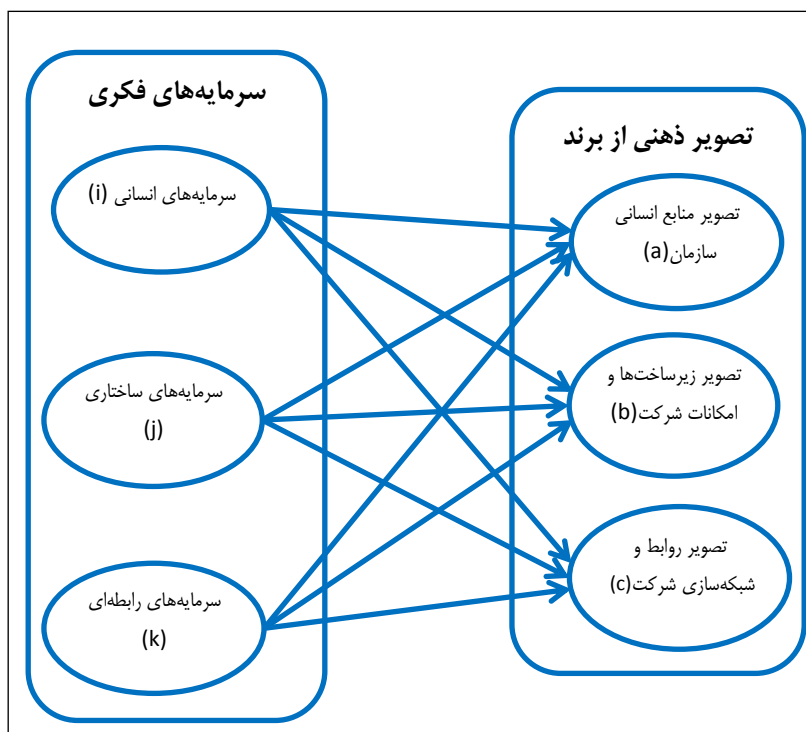 سرمایه‌های فکری
سرمایه‌های انسانی (i)
سرمایه‌های ساختاری
(j)
سرمایه‌های رابطه‌ای
(k)
تصویر ذهنی از برند
تصویر منابع انسانی
سازمان(a)
تصویر زیرساخت‌ها و
امکانات شرکت(b)
تصویر روابط و
شبکه‌سازی شرکت(c)